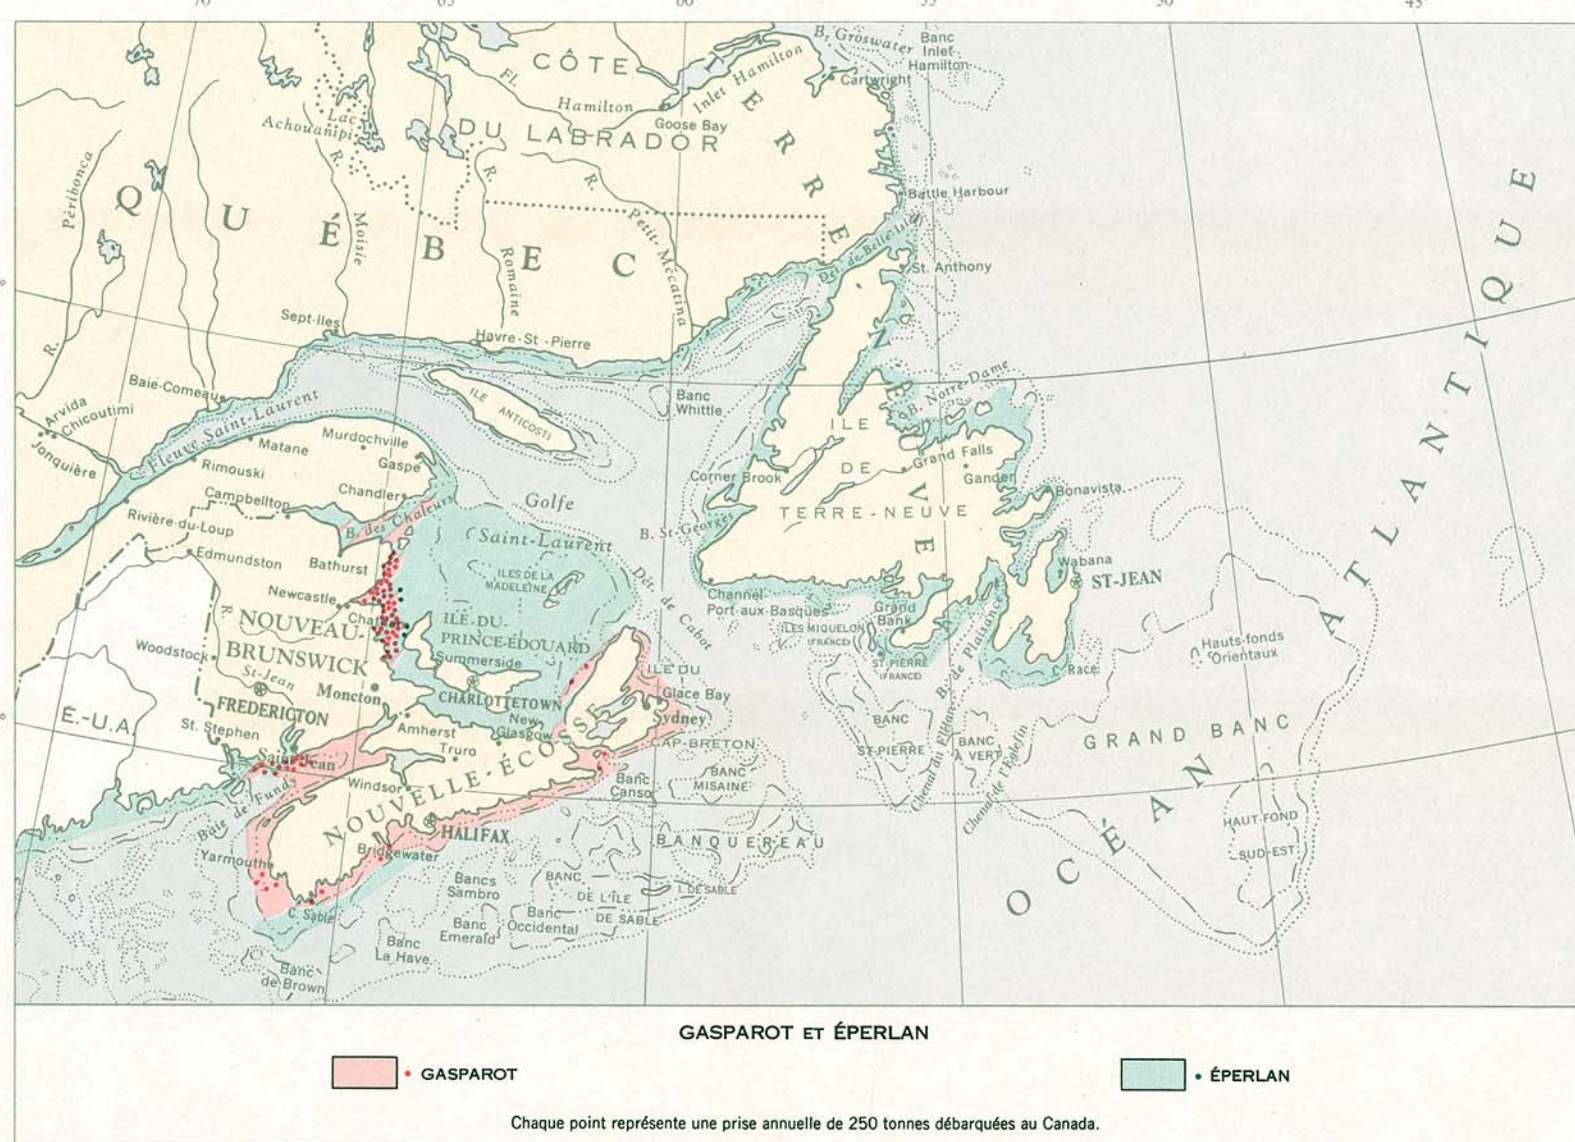 70
65
60
55
50
45
CÔTE
DU LABRADOR
Fl.
Hamilton
Inlet Hamilton
Goose Bay
B. Groswater
Banc
Inlet
Hamilton
Cartwright
Lac
Achouanipi
R.
Moisie
R.
Romaine
R.
Petit-Mécatina
Péribonca
R.
QUÉBEC
TERRE-NEUVE
Battle Harbour
Dét. de Belle-Isle
St. Anthony
Sept-Iles
Havre-St-Pierre
Baie-Comeau
Arvida
Chicoutimi
Jonquière
Fleuve Saint-Laurent
ILE ANTICOSTI
Banc
Whittle
B. Notre-Dame
Matane
Murdochville
Rimouski
Gaspe
Chandler
Campbellton
B. des Chaleurs
Rivière-du-Loup
Edmundston
Bathurst
Newcastle
Golfe
Saint-Laurent
ILES DE LA
MADELEINE
ILE
DE
TERRE-NEUVE
Corner Brook
Grand Falls
Gander
Bonavista
B. St-Georges
Dét. de Cabot
Channel
Port-aux-Basques
Grand
Bank
ILES MIQUELON
(FRANCE)
ST-PIERRE
(FRANCE)
B. de Plaisance
Wabana
ST-JEAN
C. Race
R.
NOUVEAU-
BRUNSWICK
Woodstock
St-Jean
FREDERICTON
Moncton
St. Stephen
Saint-Jean
É.-U.A.
ILE-DU-
PRINCE-ÉDOUARD
Summerside
CHARLOTTETOWN
New
Glasgow
Amherst
Truro
Windsor
NOUVELLE-ÉCOSSE
HALIFAX
Bridgewater
Yarmouth
Baie de Fundy
C. Sable
ILE DU
CAP-BRETON
Glace Bay
Sydney
Banc
Canso
BANC
MISAINE
BANQUEREAU
Bancs
Sambro
BANC
DE L'ÎLE
DE SABLE
I. DE SABLE
Banc
Emerald
Banc
Occidental
Banc
La Have
Banc
de Brown
BANC
ST-PIERRE
BANC
À VERT
Chenal du Flétan
Chenal de l'Églefin
GRAND BANC
Hauts-fonds
Orientaux
HAUT-FOND
SUD-EST
OCÉAN ATLANTIQUE
GASPAROT ET ÉPERLAN
GASPAROT
ÉPERLAN
Chaque point représente une prise annuelle de 250 tonnes débarquées au Canada.